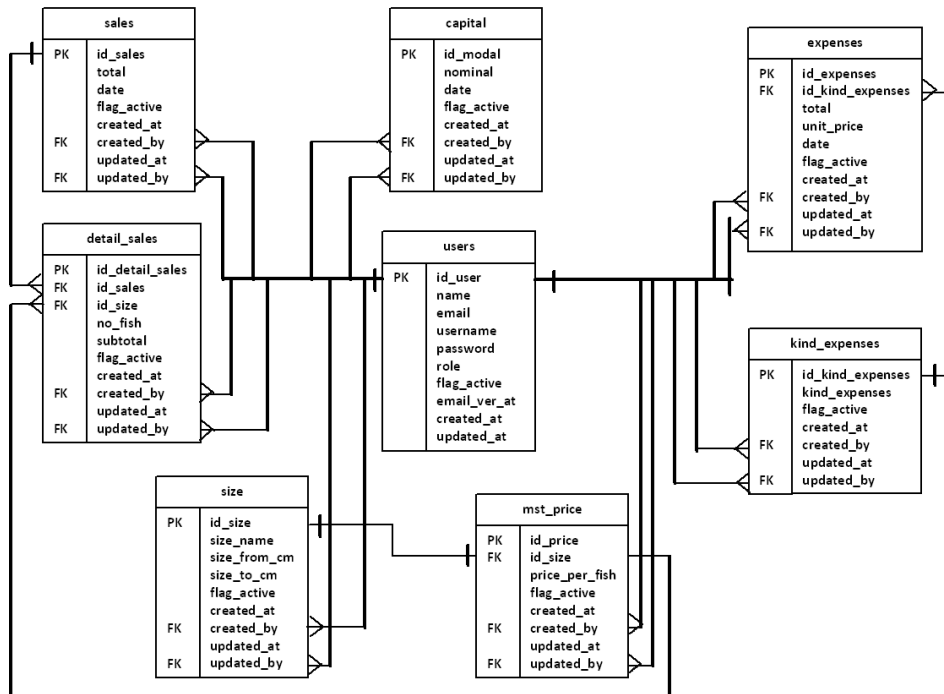 sales
PK id_sales
total
date
flag_active
created_at
FK created_by
updated_at
FK updated_by
capital
PK id_modal
nominal
date
flag_active
created_at
FK created_by
updated_at
FK updated_by
expenses
PK id_expenses
FK id_kind_expenses
total
unit_price
date
flag_active
created_at
FK created_by
updated_at
FK updated_by
detail_sales
PK id_detail_sales
FK id_sales
FK id_size
no_fish
subtotal
flag_active
created_at
FK created_by
updated_at
FK updated_by
users
PK id_user
name
email
username
password
role
flag_active
email_ver_at
created_at
updated_at
kind_expenses
PK id_kind_expenses
kind_expenses
flag_active
created_at
FK created_by
updated_at
FK updated_by
size
PK id_size
size_name
size_from_cm
size_to_cm
flag_active
created_at
FK created_by
updated_at
FK updated_by
mst_price
PK id_price
FK id_size
price_per_fish
flag_active
created_at
FK created_by
updated_at
FK updated_by